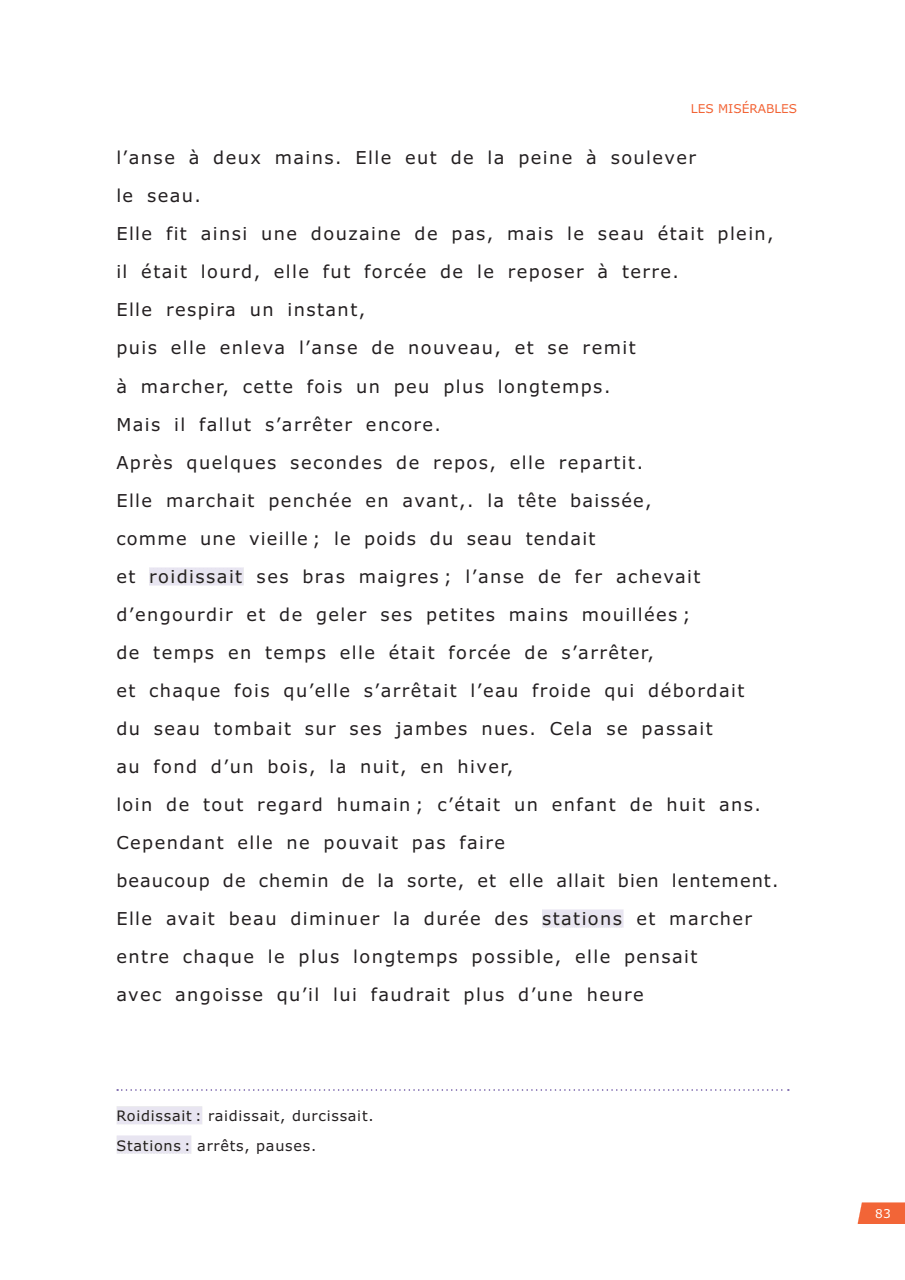 LES MISÉRABLES
l’anse à deux mains. Elle eut de la peine à soulever
le seau.
Elle fit ainsi une douzaine de pas, mais le seau était plein,
il était lourd, elle fut forcée de le reposer à terre.
Elle respira un instant,
puis elle enleva l’anse de nouveau, et se remit
à marcher, cette fois un peu plus longtemps.
Mais il fallut s’arrêter encore.
Après quelques secondes de repos, elle repartit.
Elle marchait penchée en avant,. la tête baissée,
comme une vieille ; le poids du seau tendait
et roidissait ses bras maigres ; l’anse de fer achevait
d’engourdir et de geler ses petites mains mouillées ;
de temps en temps elle était forcée de s’arrêter,
et chaque fois qu’elle s’arrêtait l’eau froide qui débordait
du seau tombait sur ses jambes nues. Cela se passait
au fond d’un bois, la nuit, en hiver,
loin de tout regard humain ; c’était un enfant de huit ans.
Cependant elle ne pouvait pas faire
beaucoup de chemin de la sorte, et elle allait bien lentement.
Elle avait beau diminuer la durée des stations et marcher
entre chaque le plus longtemps possible, elle pensait
avec angoisse qu’il lui faudrait plus d’une heure
Roidissait : raidissait, durcissait.
Stations : arrêts, pauses.
83